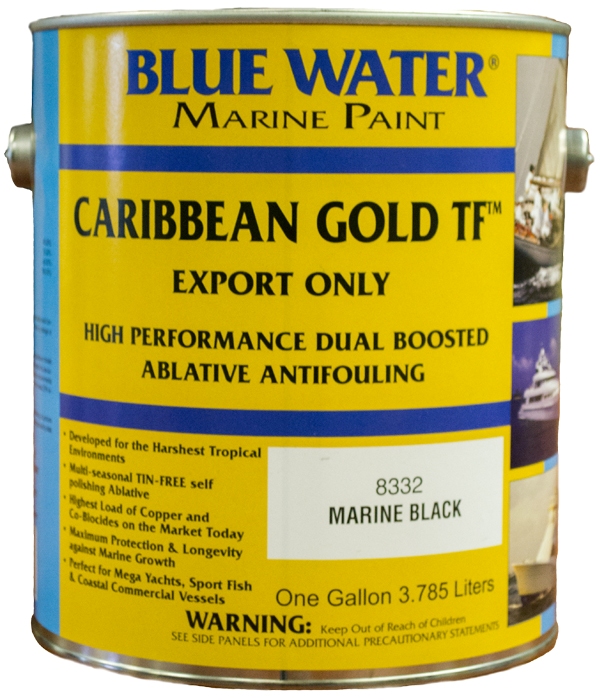 BLUE WATER®
MARINE PAINT
CARIBBEAN GOLD TF™
EXPORT ONLY
HIGH PERFORMANCE DUAL BOOSTED
ABLATIVE ANTIFOULING
• Developed for the Harshest Tropical
Environments
• Multi-seasonal TIN-FREE self
polishing Ablative
• Highest Load of Copper and
Co-Biocides on the Market Today
• Maximum Protection & Longevity
against Marine Growth
• Perfect for Mega Yachts, Sport Fish
& Coastal Commercial Vessels
8332
MARINE BLACK
One Gallon 3.785 Liters
WARNING: Keep Out of Reach of Children
SEE SIDE PANELS FOR ADDITIONAL PRECAUTIONARY STATEMENTS